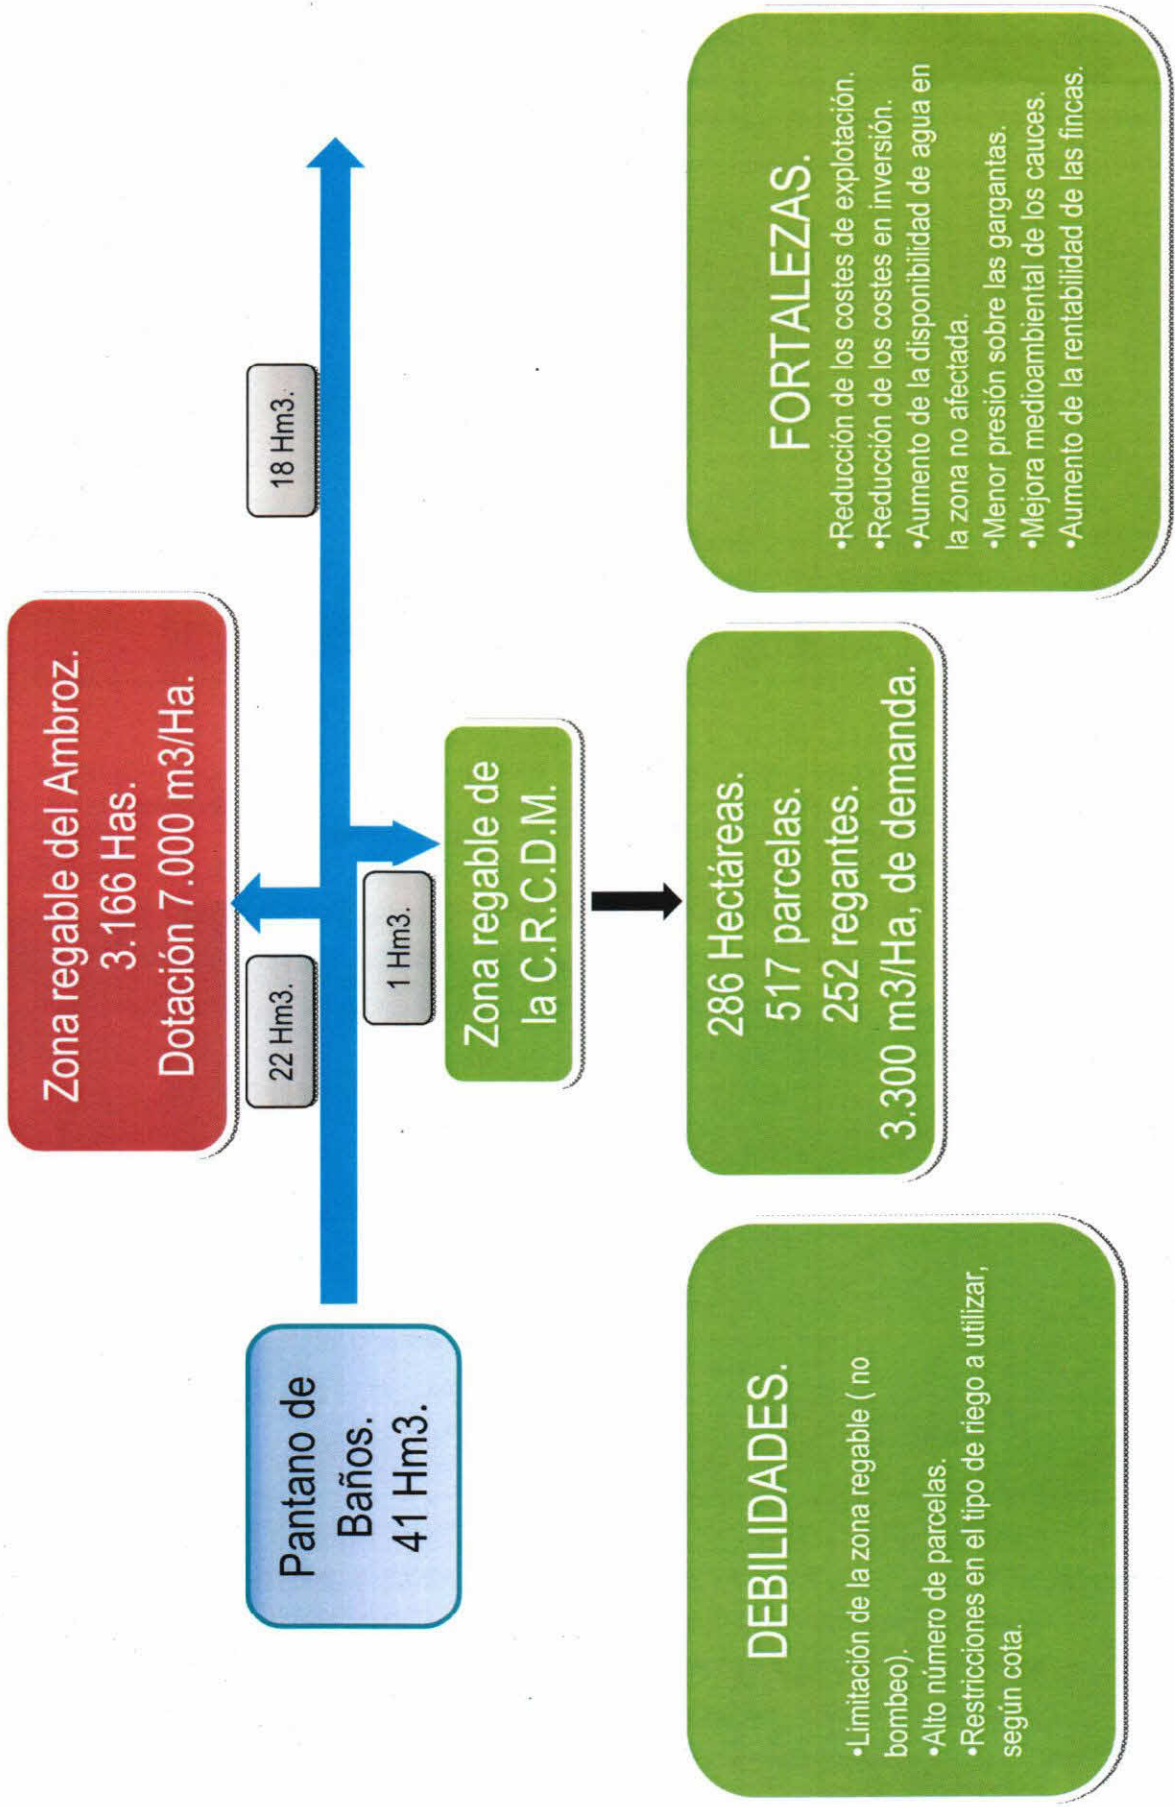 Zona regable del Ambroz.
3.166 Has.
Dotación 7.000 m3/Ha.
Pantano de
Baños.
41 Hm3.
22 Hm3.
18 Hm3.
1 Hm3.
Zona regable de
la C.R.C.D.M.
DEBILIDADES.
•Limitación de la zona regable ( no
bombeo).
•Alto número de parcelas.
•Restricciones en el tipo de riego a utilizar,
según cota.
286 Hectáreas.
517 parcelas.
252 regantes.
3.300 m3/Ha, de demanda.
FORTALEZAS.
•Reducción de los costes de explotación.
•Reducción de los costes en inversión.
•Aumento de la disponibilidad de agua en
la zona no afectada.
•Menor presión sobre las gargantas.
•Mejora medioambiental de los cauces.
•Aumento de la rentabilidad de las fincas.